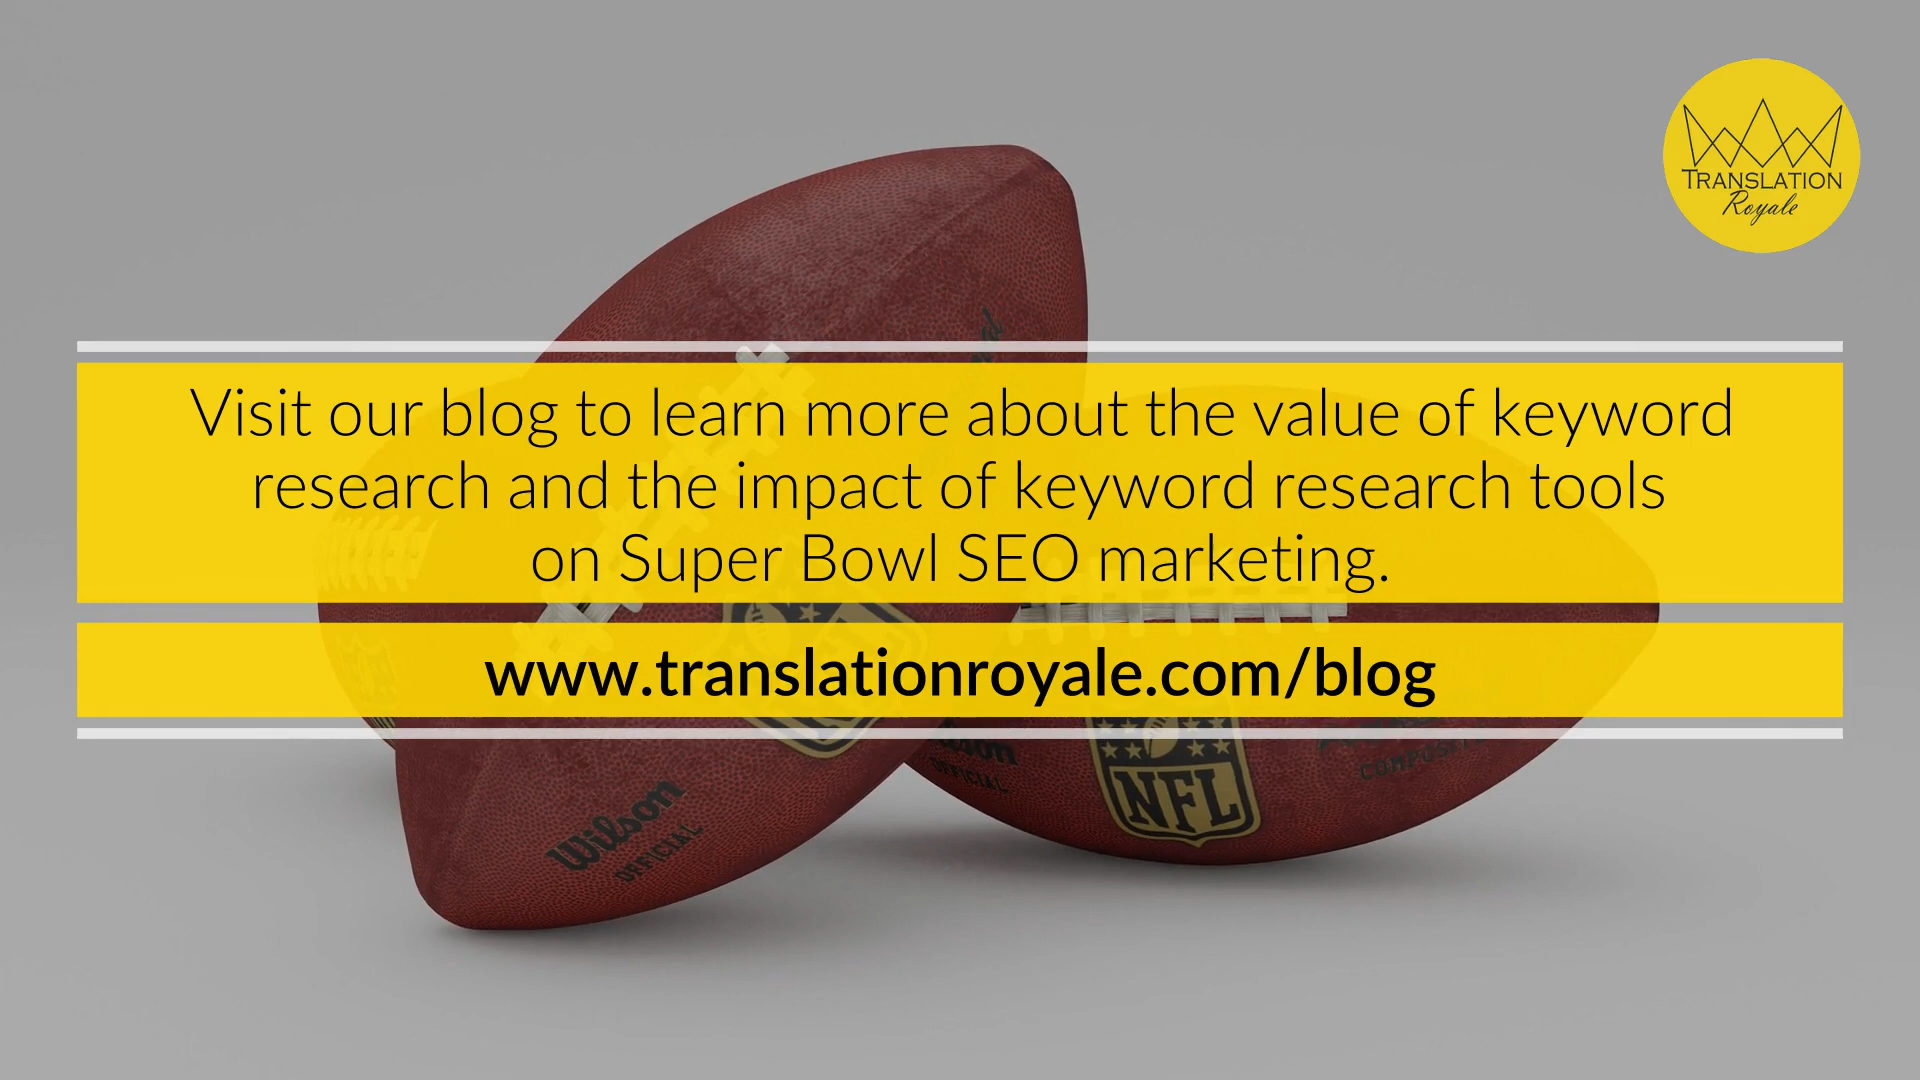 TRANSLATION
Royale
Visit our blog to learn more about the value of keyword
research and the impact of keyword research tools
on Super Bowl SEO marketing.
www.translationroyale.com/blog
NFL
Wilson
OFFICIAL
OFFICIAL